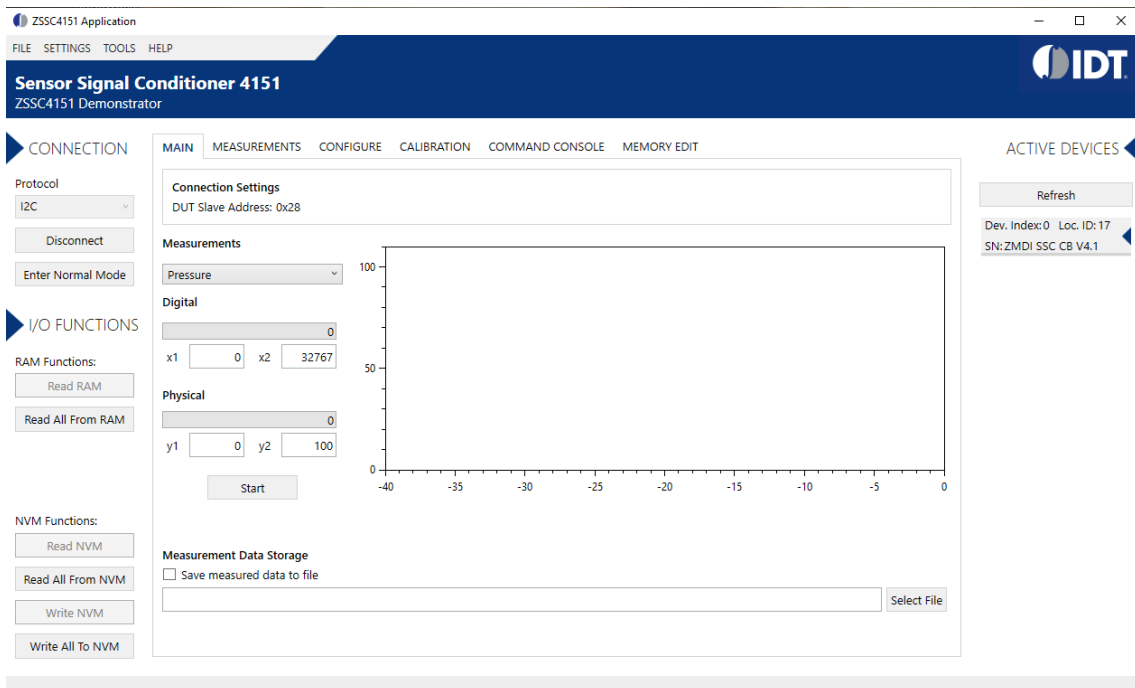 ZSSC4151 Application
FILE SETTINGS TOOLS HELP
IDT
Sensor Signal Conditioner 4151
ZSSC4151 Demonstrator
CONNECTION
Protocol
I2C
Disconnect
Enter Normal Mode
I/O FUNCTIONS
RAM Functions:
Read RAM
Read All From RAM
NVM Functions:
Read NVM
Read All From NVM
Write NVM
Write All To NVM
MAIN MEASUREMENTS CONFIGURE CALIBRATION COMMAND CONSOLE MEMORY EDIT
Connection Settings
DUT Slave Address: 0x28
Measurements
Pressure
Digital
0
x1 0 x2 32767
Physical
0
y1 0 y2 100
Start
100
50
0
-40 -35 -30 -25 -20 -15 -10 -5 0
Measurement Data Storage
Save measured data to file
Select File
ACTIVE DEVICES
Refresh
Dev. Index: 0 Loc. ID: 17
SN: ZMDI SSC CB V4.1